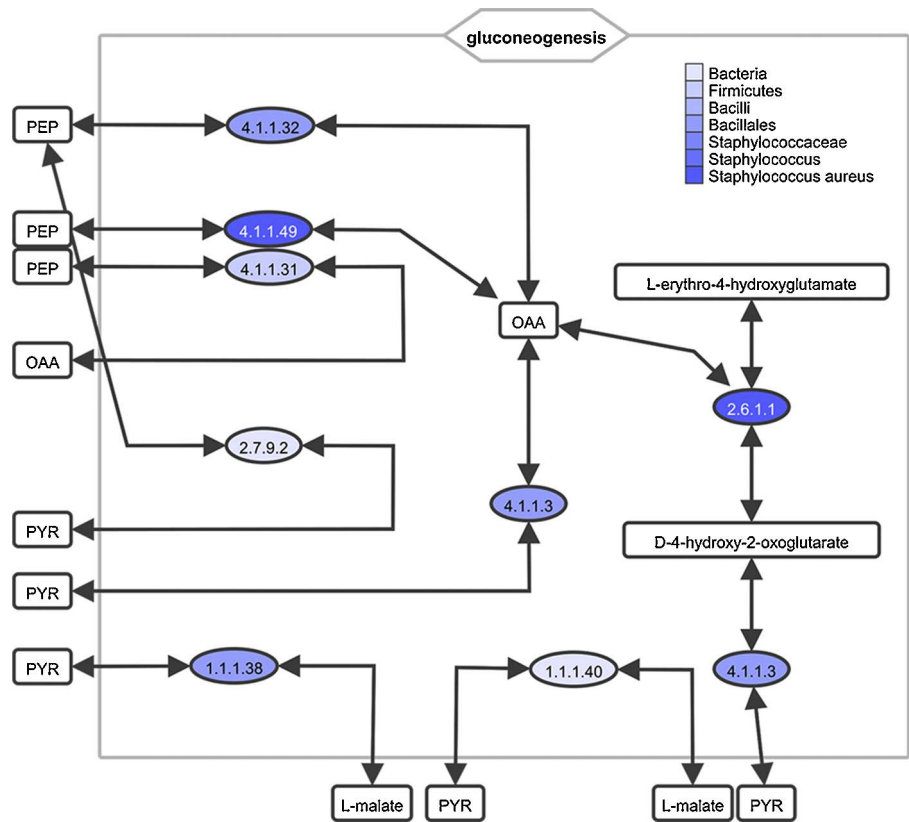 gluconeogenesis
Bacteria
Firmicutes
Bacilli
Bacillales
Staphylococcaceae
Staphylococcus
Staphylococcus aureus
PEP
4.1.1.32
PEP
4.1.1.49
PEP
4.1.1.31
L-erythro-4-hydroxyglutamate
OAA
OAA
2.6.1.1
2.7.9.2
4.1.1.3
PYR
D-4-hydroxy-2-oxoglutarate
PYR
PYR
1.1.1.38
1.1.1.40
4.1.1.3
L-malate
PYR
L-malate
PYR